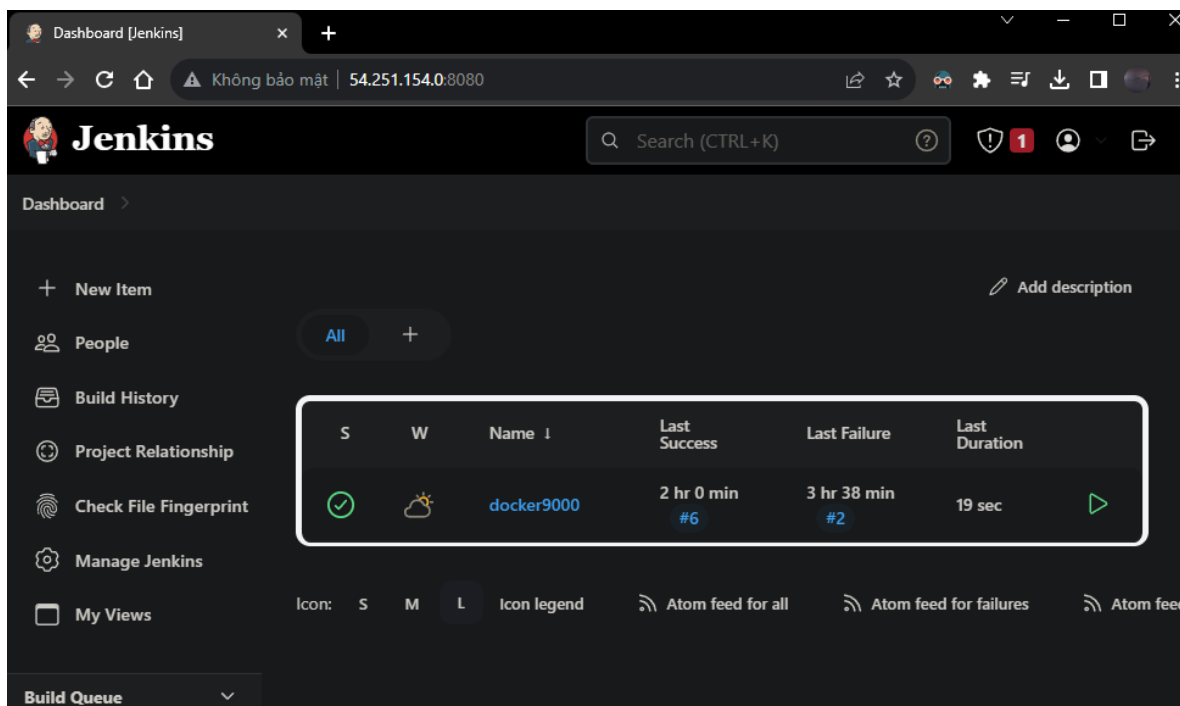 Dashboard [Jenkins]
Không bảo mật | 54.251.154.0:8080
Jenkins
Search (CTRL+K)
1
Dashboard
New Item
Add description
People
All
Build History
Project Relationship
S W Name ↓ Last Success Last Failure Last Duration
Check File Fingerprint
docker9000 2 hr 0 min #6 3 hr 38 min #2 19 sec
Manage Jenkins
My Views
Icon: S M L Icon legend Atom feed for all Atom feed for failures Atom fee
Build Queue